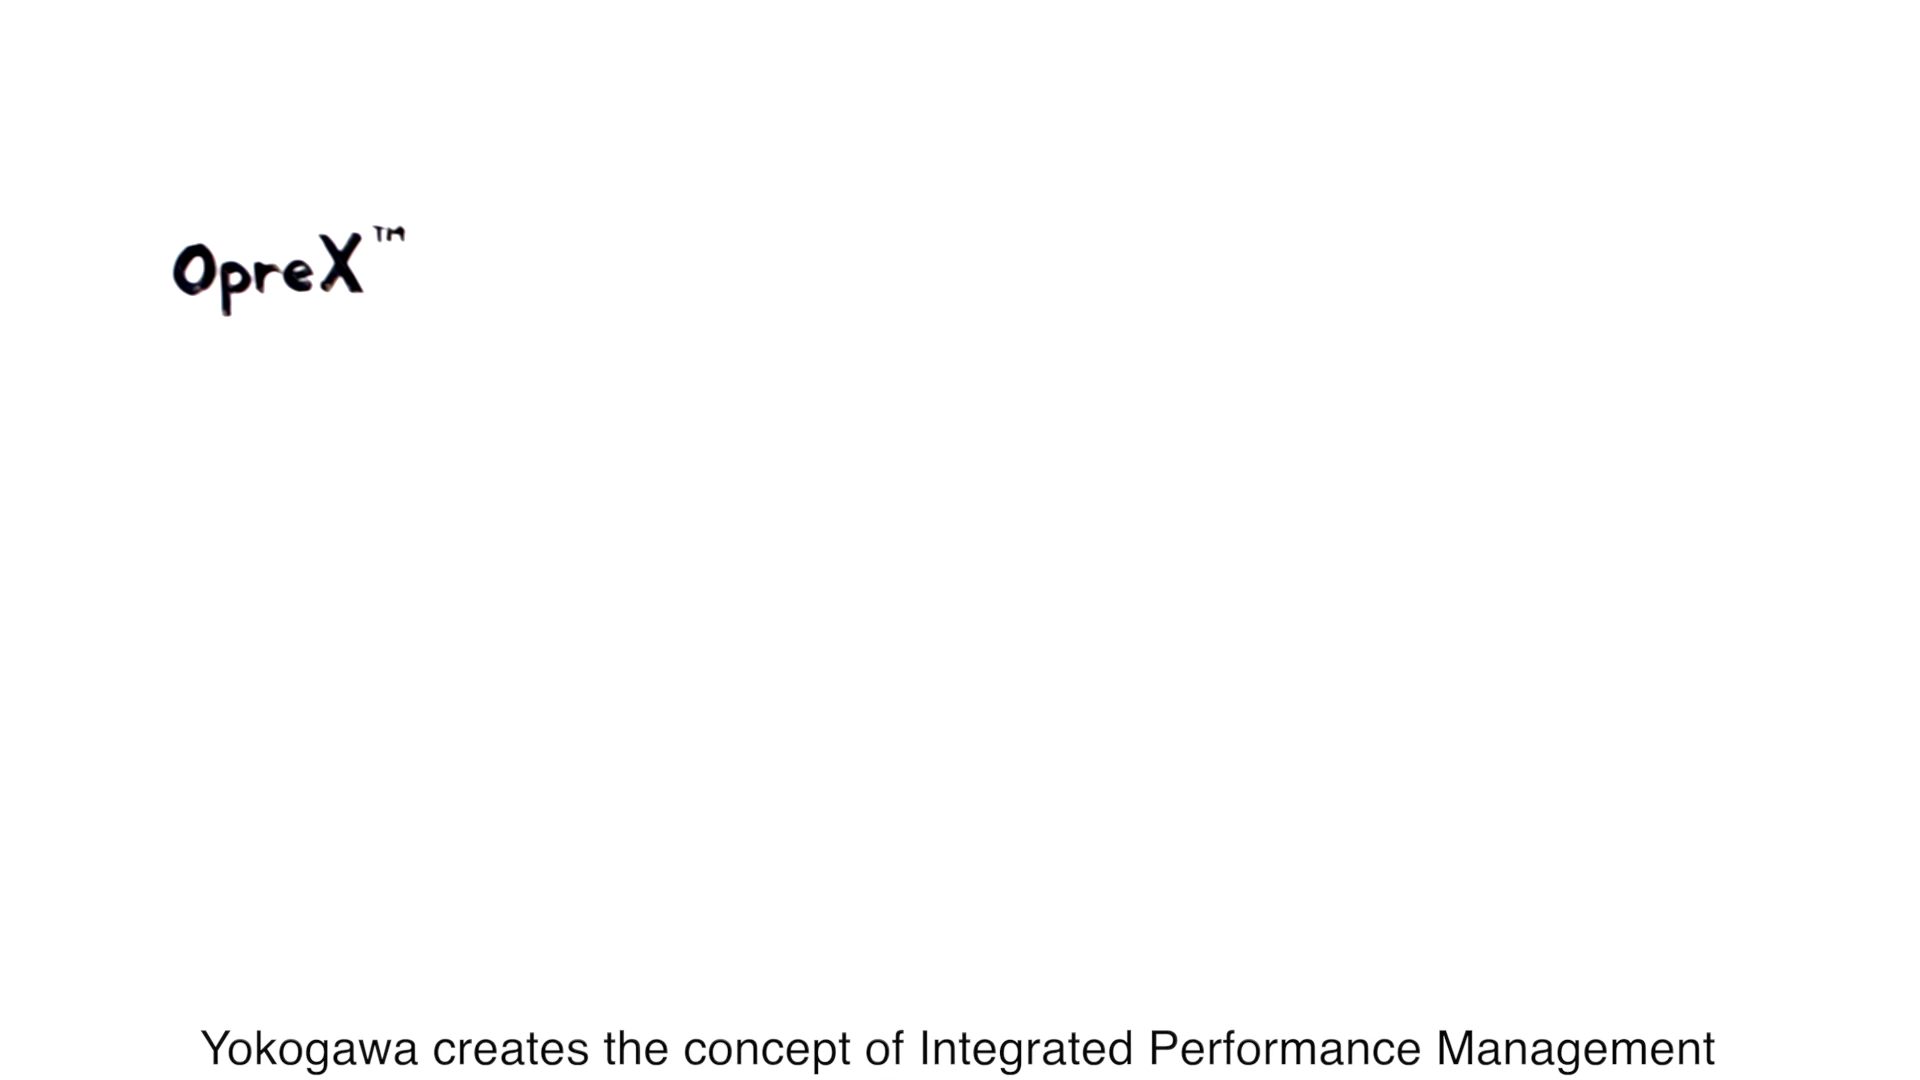 OpreX™
Yokogawa creates the concept of Integrated Performance Management